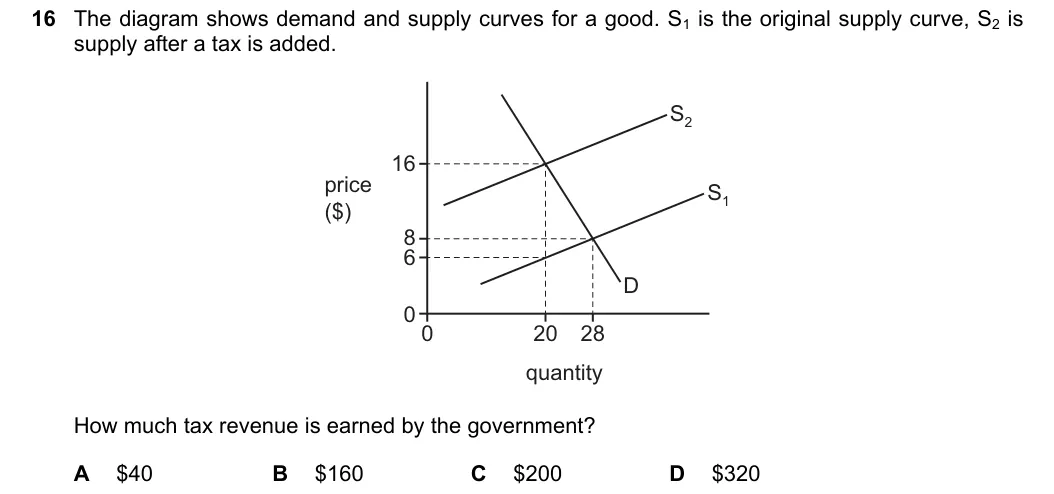 16 The diagram shows demand and supply curves for a good. S₁ is the original supply curve, S₂ is
supply after a tax is added.
S₂
16
price
($)
S₁
8
6
D
0
0 20 28
quantity
How much tax revenue is earned by the government?
A $40 B $160 C $200 D $320